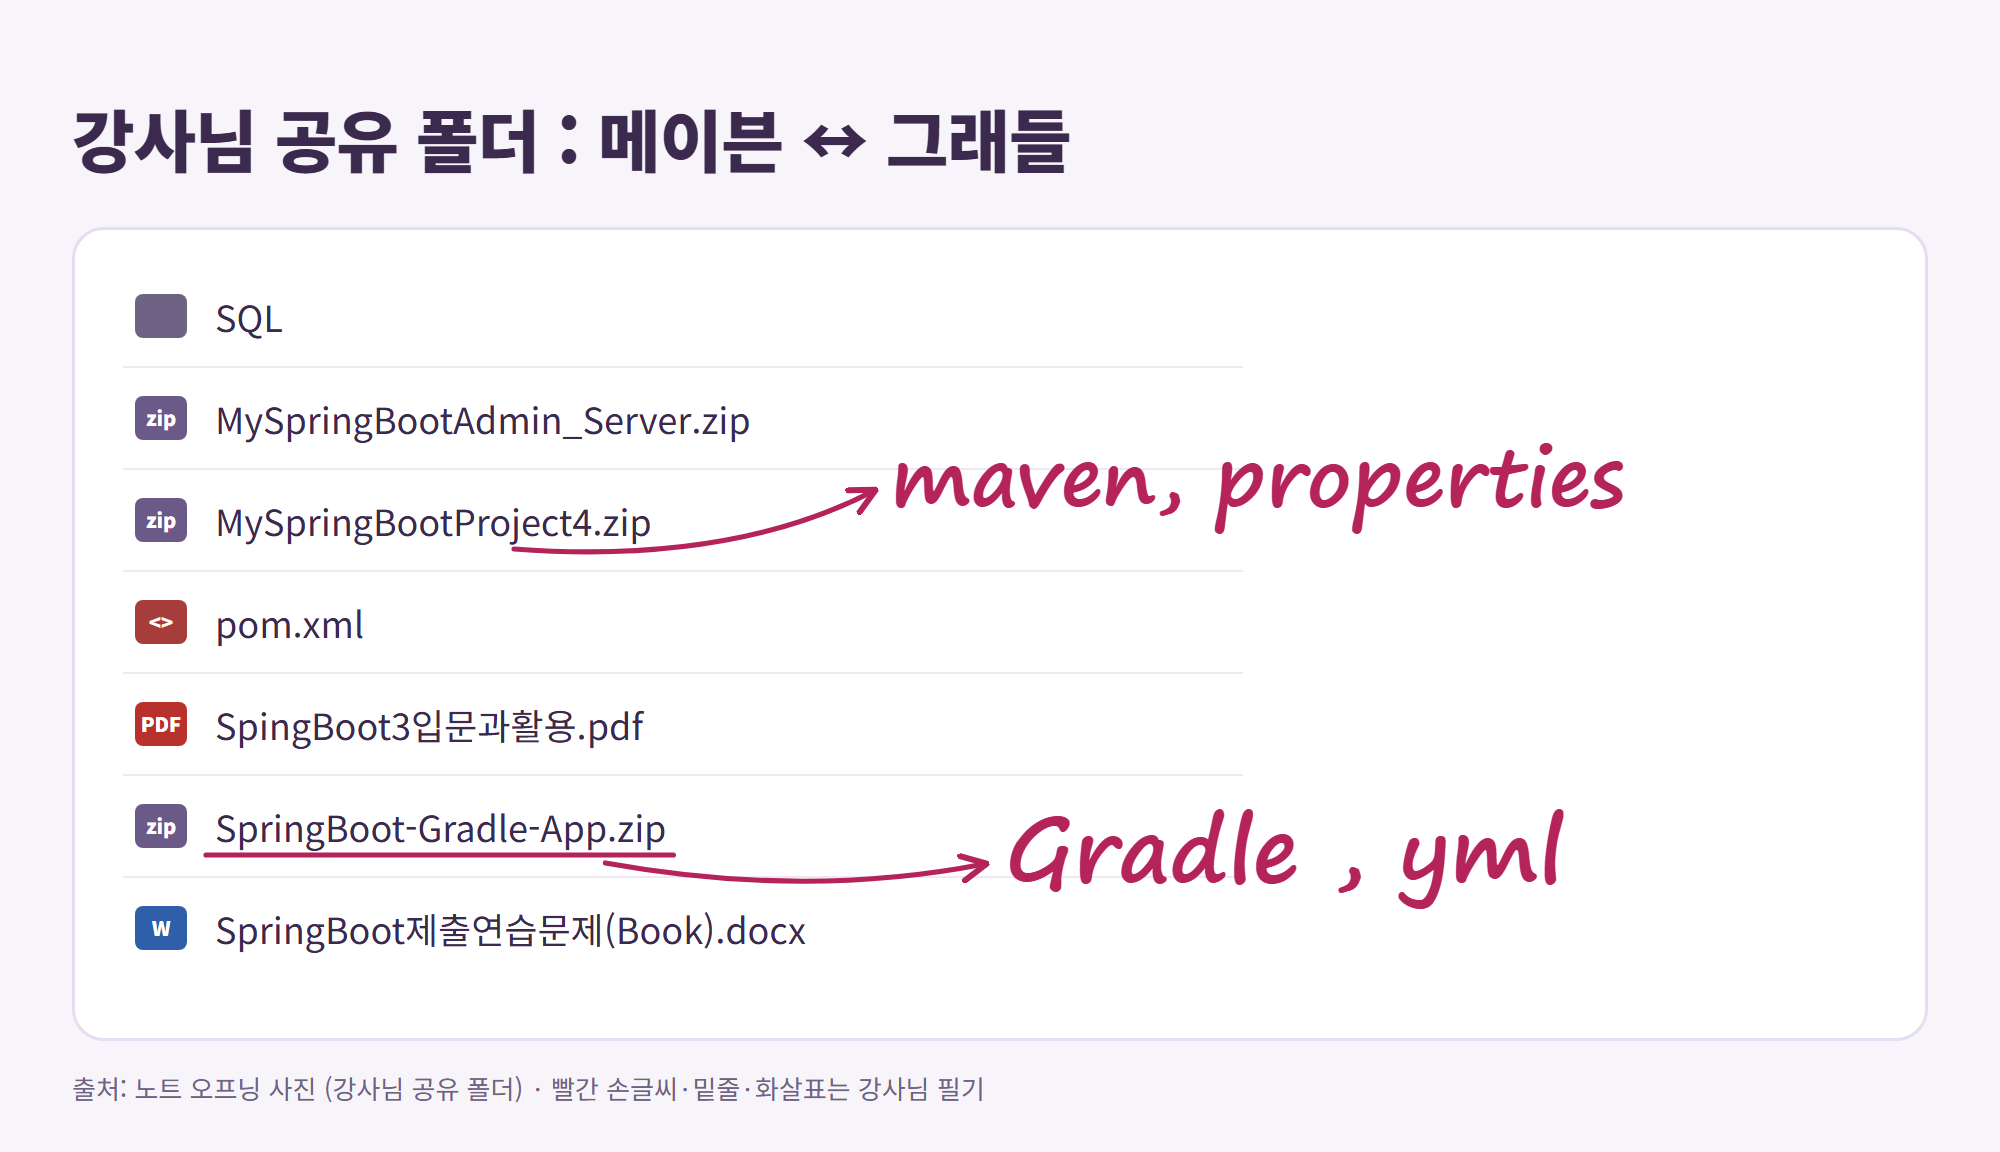 강사님 공유 폴더 : 메이븐 ↔ 그래들
SQL
zip MySpringBootAdmin_Server.zip
maven, properties
zip MySpringBootProject4.zip
<> pom.xml
PDF SpingBoot3입문과활용.pdf
zip SpringBoot-Gradle-App.zip
Gradle , yml
W SpringBoot제출연습문제(Book).docx
출처: 노트 오프닝 사진 (강사님 공유 폴더) · 빨간 손글씨·밑줄·화살표는 강사님 필기